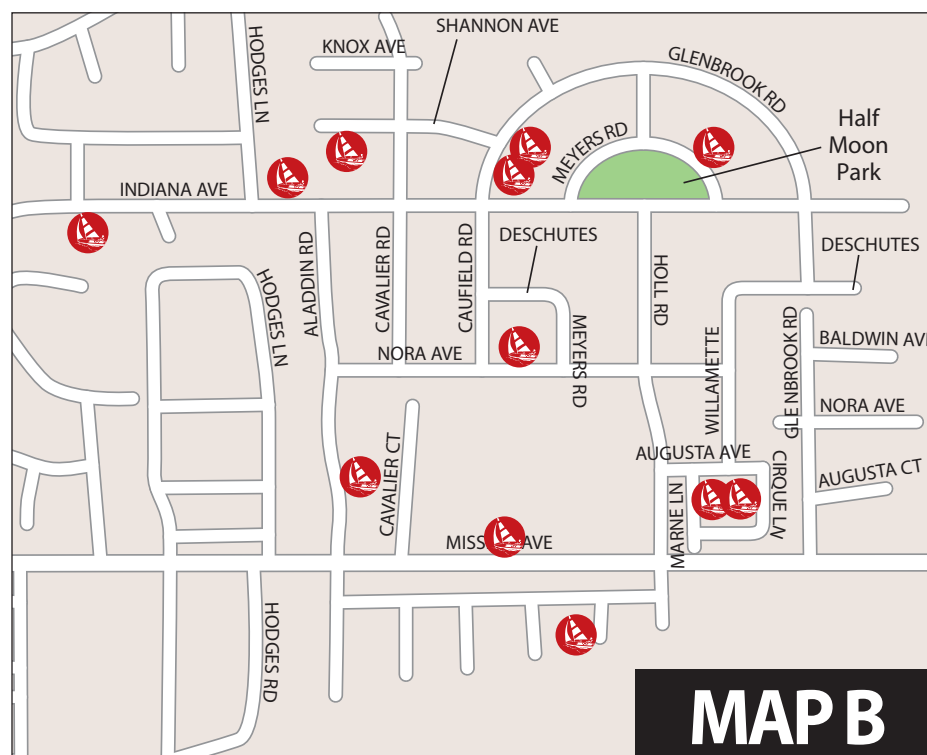 SHANNON AVE
KNOX AVE
HODGES LN
GLENBROOK RD
Half
Moon
Park
MEYERS RD
INDIANA AVE
DESCHUTES
DESCHUTES
ALADDIN RD
CAVALIER RD
CAUFIELD RD
HOLL RD
HODGES LN
MEYERS RD
WILLAMETTE
GLENBROOK RD
BALDWIN AVE
NORA AVE
NORA AVE
AUGUSTA AVE
CAVALIER CT
CIRQUE LN
AUGUSTA CT
MARNE LN
AVE
HODGES RD
MAP B